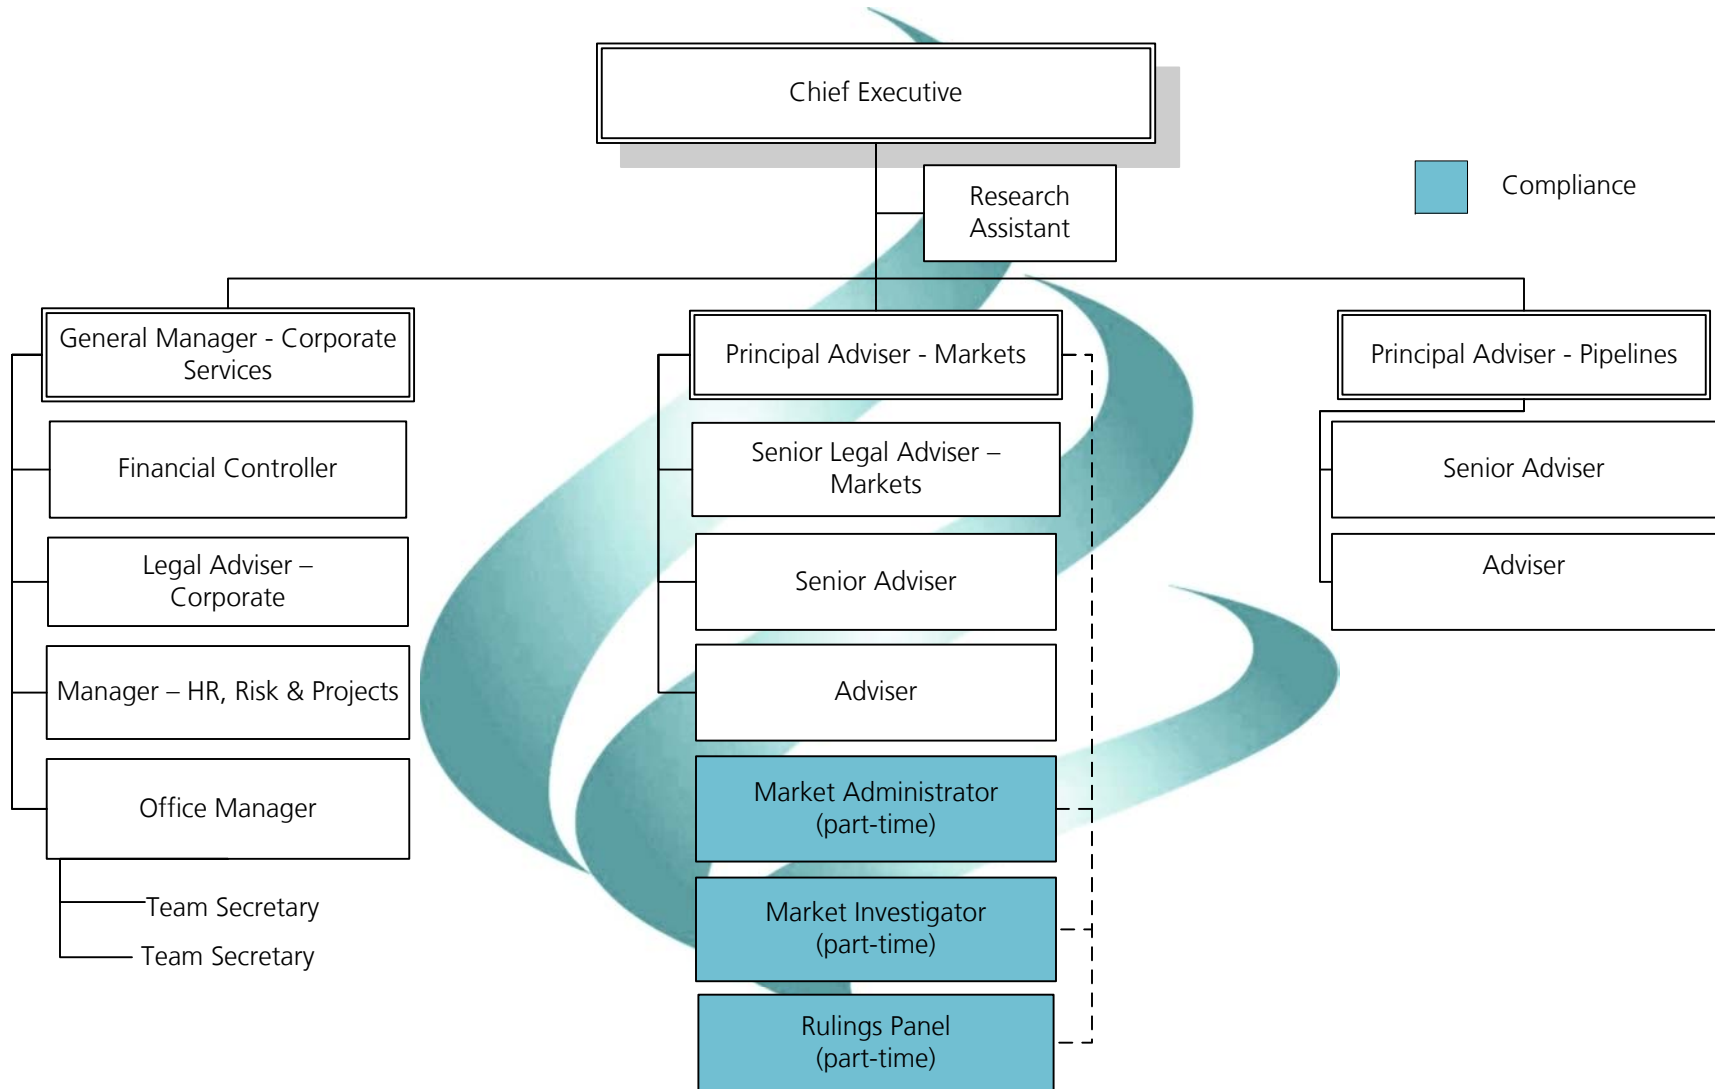 Chief Executive
Research
Assistant
Compliance
General Manager - Corporate
Services
Financial Controller
Legal Adviser –
Corporate
Manager – HR, Risk & Projects
Office Manager
Team Secretary
Team Secretary
Principal Adviser - Markets
Senior Legal Adviser –
Markets
Senior Adviser
Adviser
Market Administrator
(part-time)
Market Investigator
(part-time)
Rulings Panel
(part-time)
Principal Adviser - Pipelines
Senior Adviser
Adviser